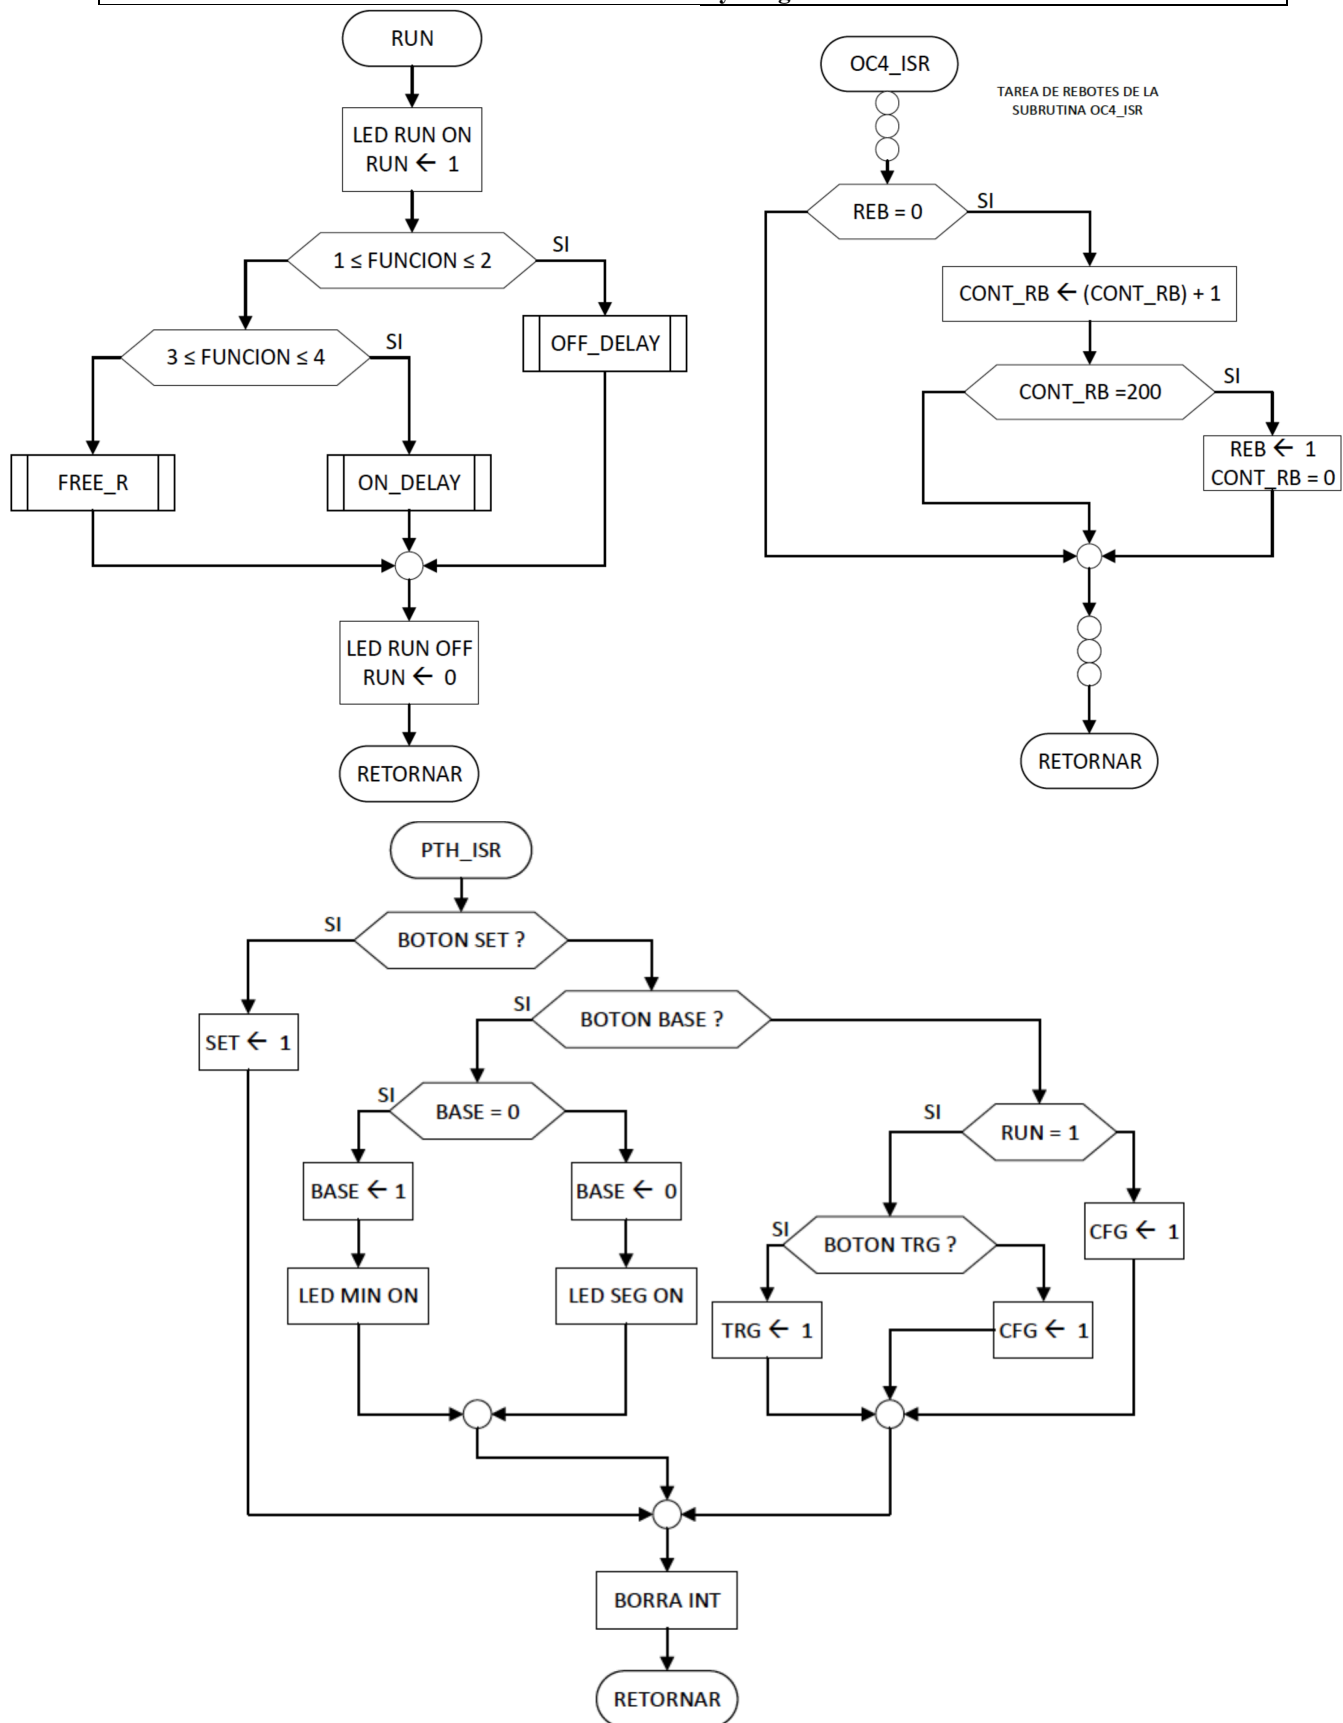 RUN
LED RUN ON
RUN ← 1
1 ≤ FUNCION ≤ 2
SI
OFF_DELAY
3 ≤ FUNCION ≤ 4
SI
FREE_R
ON_DELAY
LED RUN OFF
RUN ← 0
RETORNAR
OC4_ISR
TAREA DE REBOTES DE LA
SUBRUTINA OC4_ISR
REB = 0
SI
CONT_RB ← (CONT_RB) + 1
CONT_RB =200
SI
REB ← 1
CONT_RB = 0
RETORNAR
PTH_ISR
SI
BOTON SET ?
SET ← 1
SI
BOTON BASE ?
SI
BASE = 0
BASE ← 1
BASE ← 0
LED MIN ON
LED SEG ON
SI
RUN = 1
SI
BOTON TRG ?
CFG ← 1
TRG ← 1
CFG ← 1
BORRA INT
RETORNAR